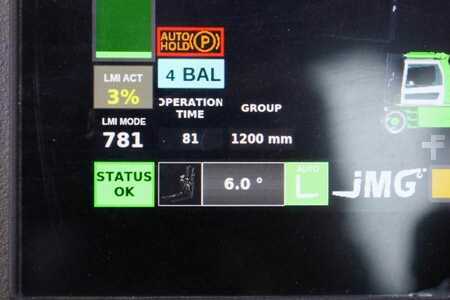 AUTO
HOLD (P)
LMI ACT
3%
4 BAL
OPERATION
TIME
GROUP
LMI MODE
781
81
1200 mm
STATUS
OK
6.0 °
AUTO
L
JMG
f